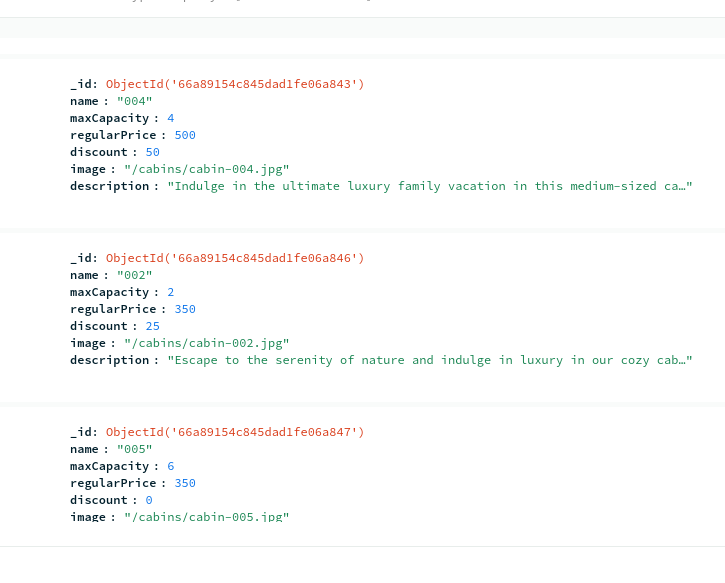 _id: ObjectId('66a89154c845dad1fe06a843')
name : "004"
maxCapacity : 4
regularPrice : 500
discount : 50
image : "/cabins/cabin-004.jpg"
description : "Indulge in the ultimate luxury family vacation in this medium-sized ca…"
_id: ObjectId('66a89154c845dad1fe06a846')
name : "002"
maxCapacity : 2
regularPrice : 350
discount : 25
image : "/cabins/cabin-002.jpg"
description : "Escape to the serenity of nature and indulge in luxury in our cozy cab…"
_id: ObjectId('66a89154c845dad1fe06a847')
name : "005"
maxCapacity : 6
regularPrice : 350
discount : 0
image : "/cabins/cabin-005.jpg"